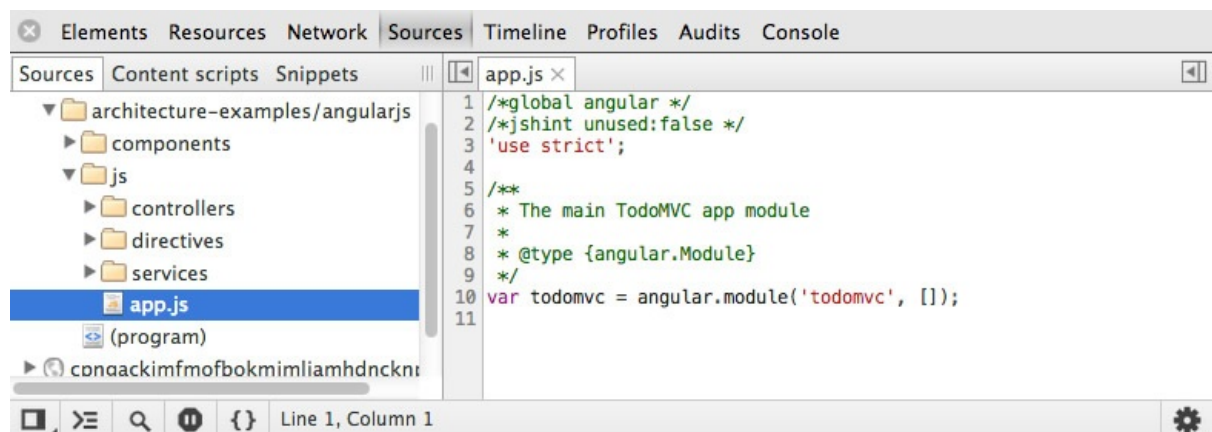 Elements Resources Network Sources Timeline Profiles Audits Console
Sources Content scripts Snippets
architecture-examples/angularjs
components
js
controllers
directives
services
app.js
(program)
app.js ×
1 /*global angular */
2 /*jshint unused:false */
3 'use strict';
4
5 /**
6  * The main TodoMVC app module
7  *
8  * @type {angular.Module}
9  */
10 var todomvc = angular.module('todomvc', []);
11
{} Line 1, Column 1